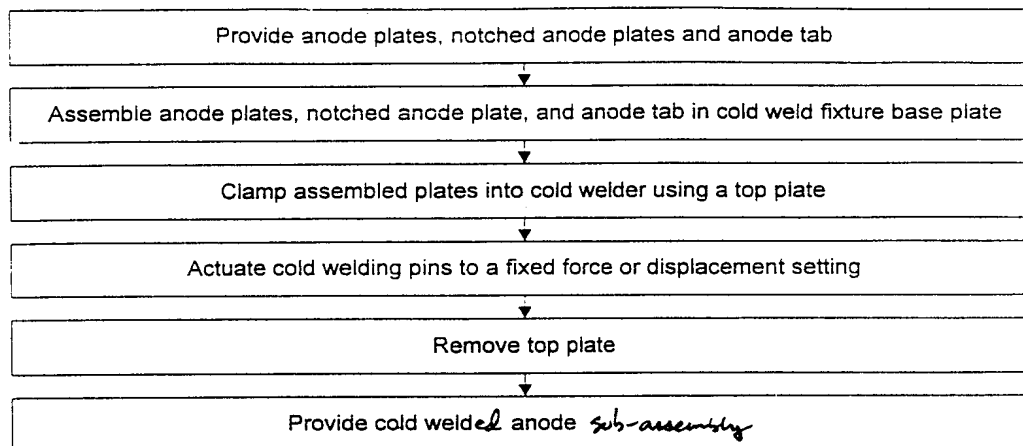 Provide anode plates, notched anode plates and anode tab
Assemble anode plates, notched anode plate, and anode tab in cold weld fixture base plate
Clamp assembled plates into cold welder using a top plate
Actuate cold welding pins to a fixed force or displacement setting
Remove top plate
Provide cold welded anode sub-assembly